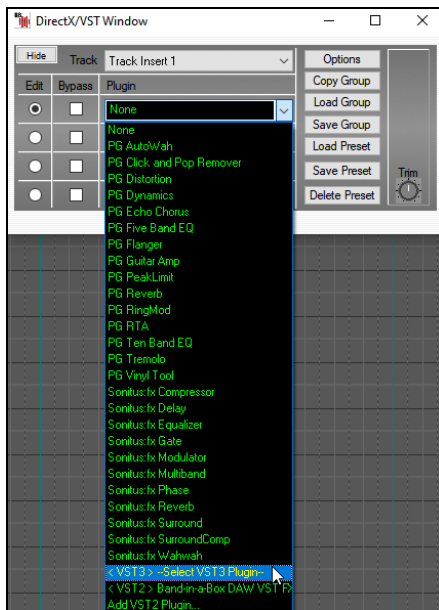 DirectX/VST Window
Hide Track Track Insert 1 Options
Edit Bypass Plugin Copy Group
None Load Group
None Save Group
PG AutoWah Load Preset
PG Click and Pop Remover
PG Distortion Save Preset Trim
PG Dynamics Delete Preset
PG Echo Chorus
PG Five Band EQ
PG Flanger
PG Guitar Amp
PG PeakLimit
PG Reverb
PG RingMod
PG RTA
PG Ten Band EQ
PG Tremolo
PG Vinyl Tool
Sonitus:fx Compressor
Sonitus:fx Delay
Sonitus:fx Equalizer
Sonitus:fx Gate
Sonitus:fx Modulator
Sonitus:fx Multiband
Sonitus:fx Phase
Sonitus:fx Reverb
Sonitus:fx Surround
Sonitus:fx SurroundComp
Sonitus:fx Wahwah
< VST3 > --Select VST3 Plugin--
< VST2 > Band-in-a-Box DAW VST
Add VST2 Plugin...